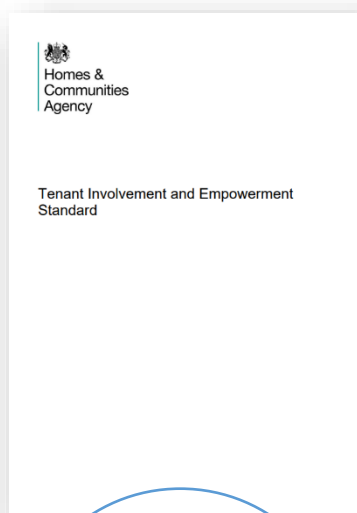 Homes &
Communities
Agency
Tenant Involvement and Empowerment
Standard